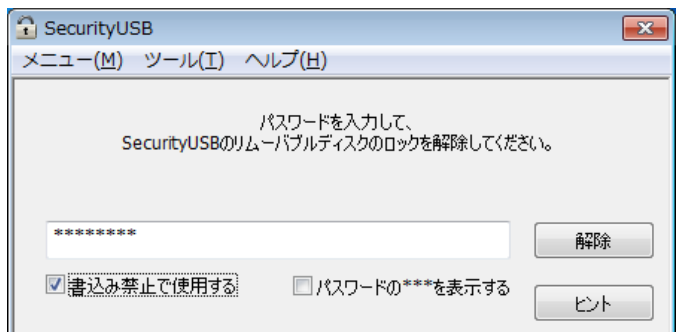 SecurityUSB
メニュー(M) ツール(T) ヘルプ(H)
パスワードを入力して、
SecurityUSBのリムーバブルディスクのロックを解除してください。
********
解除
書込み禁止で使用する
パスワードの***を表示する
ヒント